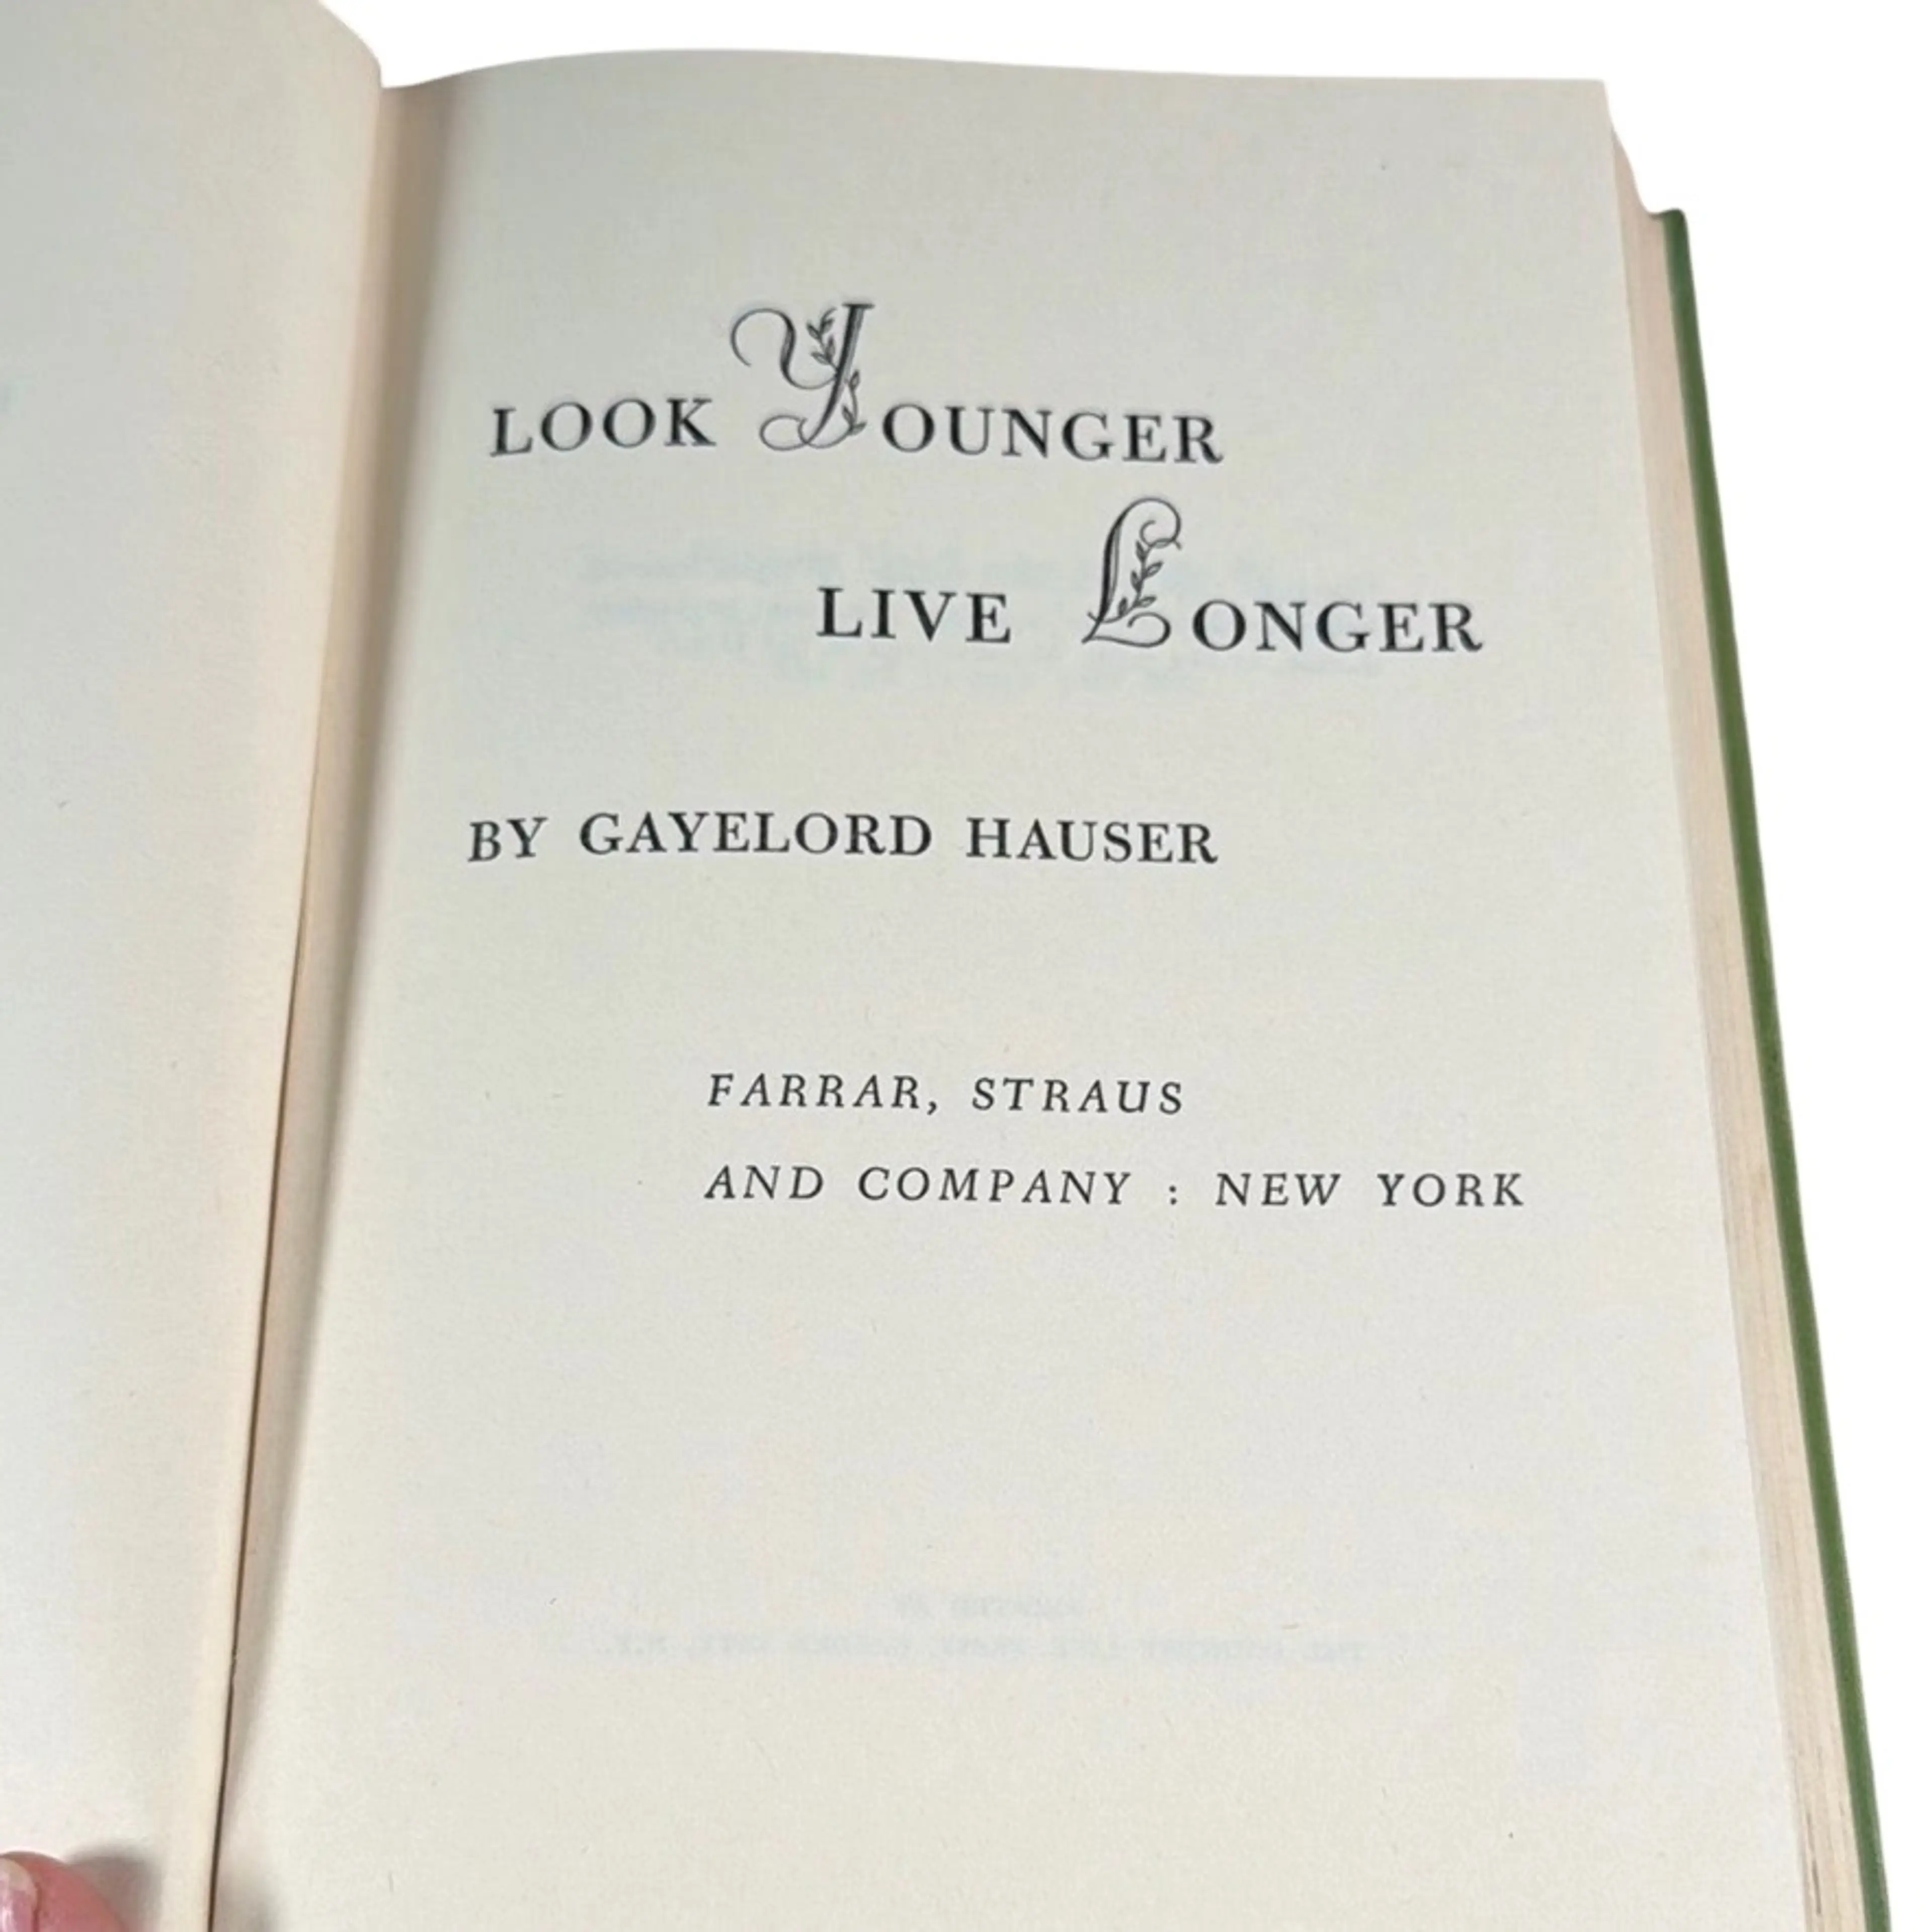 LOOK YOUNGER
LIVE LONGER
BY GAYELORD HAUSER
FARRAR, STRAUS
AND COMPANY : NEW YORK